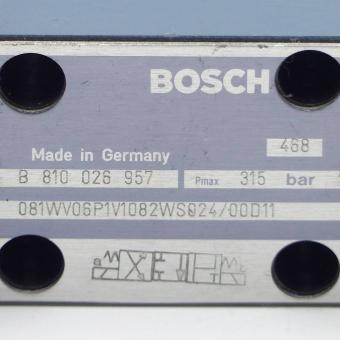 BOSCH
468
Made in Germany
B 810 026 957 Pmax 315 bar
081WV06P1V1082WS024/00D11
a